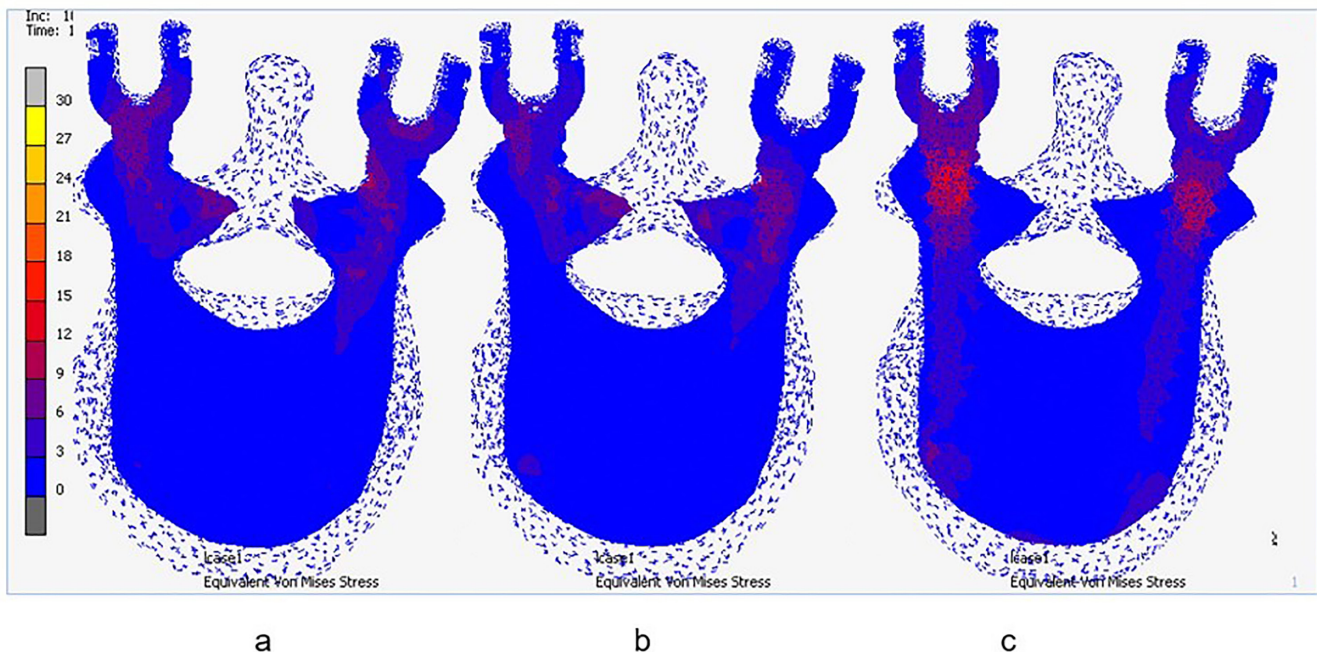 Inc: 1
Time: 1
30
27
24
21
18
15
12
9
6
3
0
lcase1
Equivalent Von Mises Stress
lcase1
Equivalent Von Mises Stress
lcase1
Equivalent Von Mises Stress
1
a
b
c